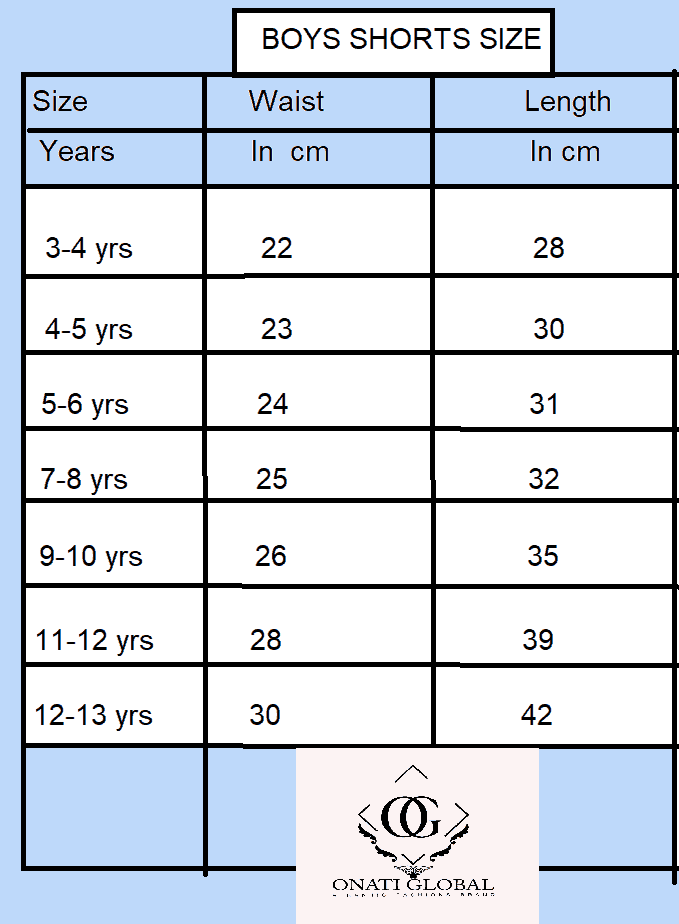 BOYS SHORTS SIZE
Size Waist Length
Years In cm In cm
3-4 yrs 22 28
4-5 yrs 23 30
5-6 yrs 24 31
7-8 yrs 25 32
9-10 yrs 26 35
11-12 yrs 28 39
12-13 yrs 30 42
OG
ONATI GLOBAL